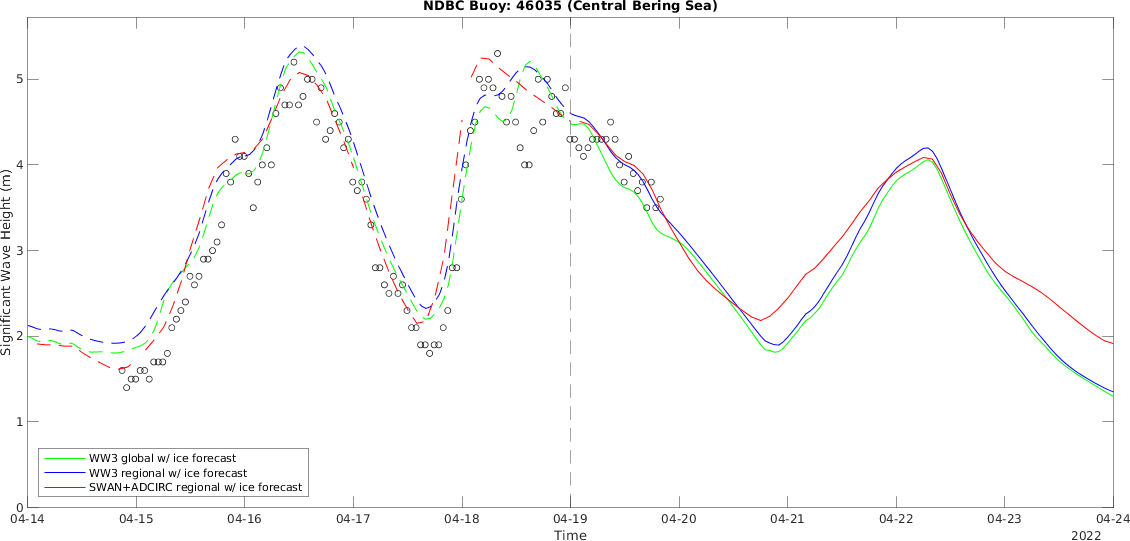 NDBC Buoy: 46035 (Central Bering Sea)
Significant Wave Height (m)
5
4
3
2
1
0
WW3 global w/ ice forecast
WW3 regional w/ ice forecast
SWAN+ADCIRC regional w/ ice forecast
04-14 04-15 04-16 04-17 04-18 04-19 04-20 04-21 04-22 04-23 04-24
Time
2022